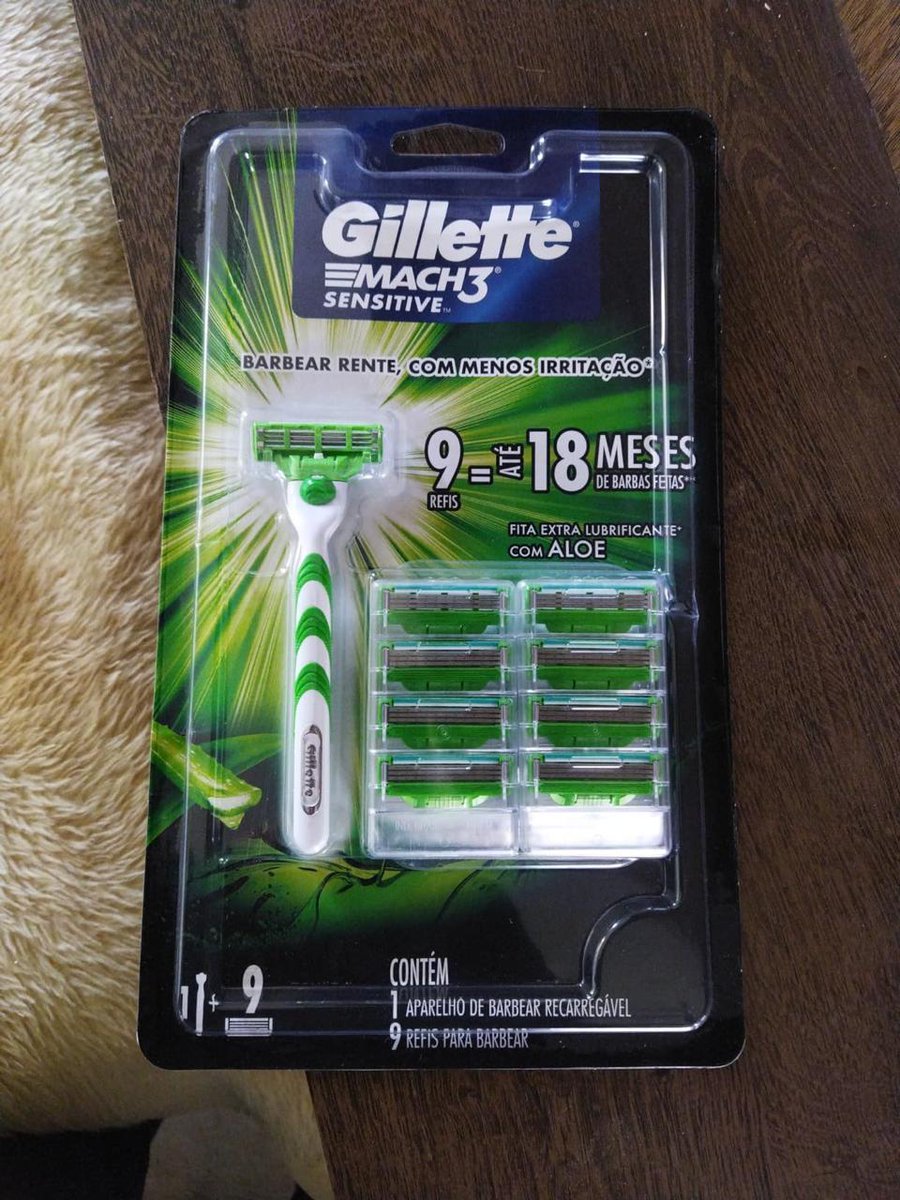 Gillette®
MACH3®
SENSITIVE™
BARBEAR RENTE, COM MENOS IRRITAÇÃO*
9 = ATÉ 18 MESES
REFIS
DE BARBAS FEITAS**
FITA EXTRA LUBRIFICANTE+
COM ALOE
Gillette
1 + 9
CONTÉM
1 APARELHO DE BARBEAR RECARREGÁVEL
9 REFIS PARA BARBEAR